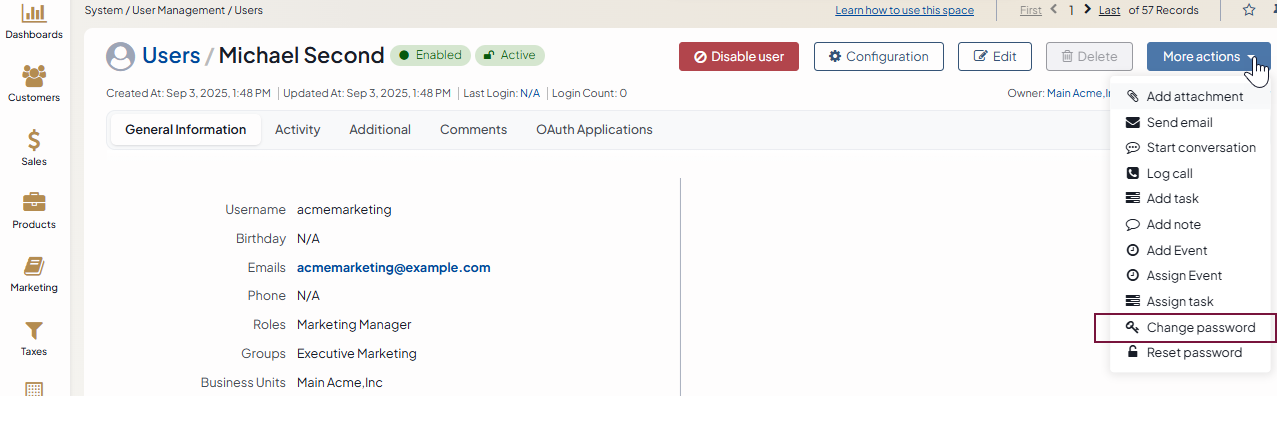 System / User Management / Users
Learn how to use this space
First 1 Last of 57 Records
Dashboards
Customers
Sales
Products
Marketing
Taxes
Users / Michael Second Enabled Active
Disable user Configuration Edit Delete More actions
Created At: Sep 3, 2025, 1:48 PM Updated At: Sep 3, 2025, 1:48 PM Last Login: N/A Login Count: 0
Owner: Main Acme,
General Information Activity Additional Comments OAuth Applications
Username acmemarketing
Birthday N/A
Emails acmemarketing@example.com
Phone N/A
Roles Marketing Manager
Groups Executive Marketing
Business Units Main Acme,Inc
Add attachment
Send email
Start conversation
Log call
Add task
Add note
Add Event
Assign Event
Assign task
Change password
Reset password